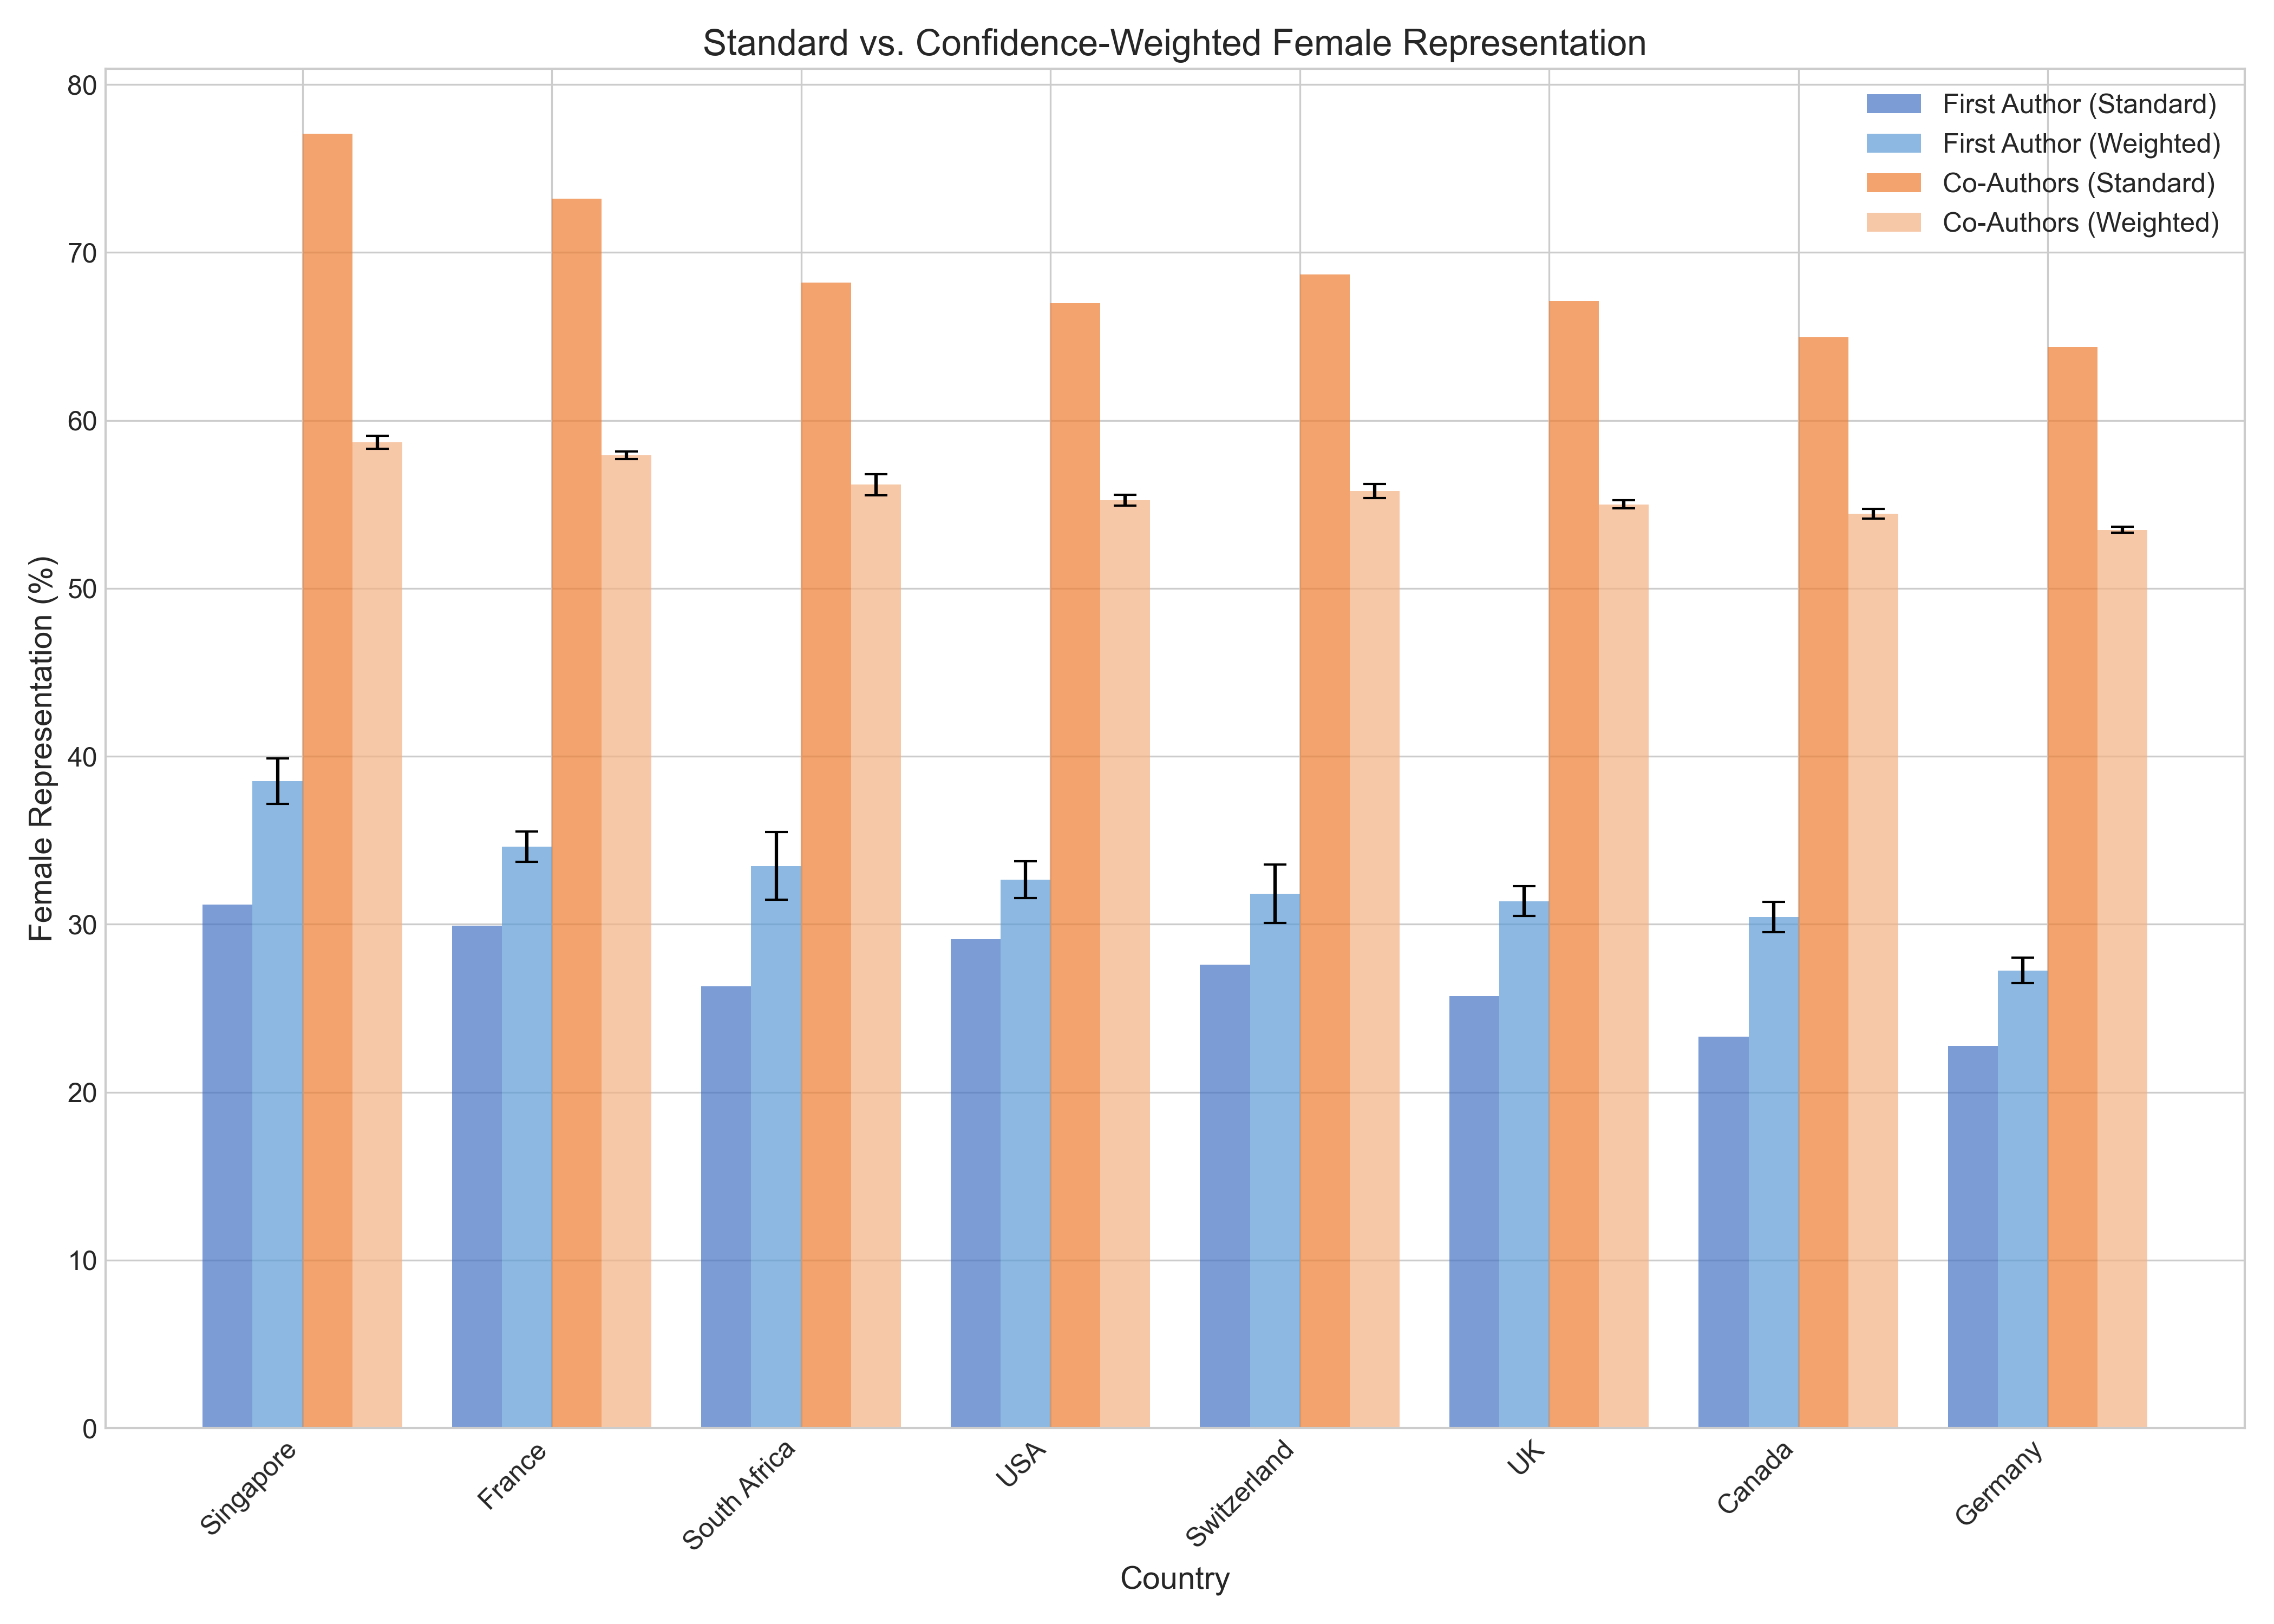 Standard vs. Confidence-Weighted Female Representation
First Author (Standard)
First Author (Weighted)
Co-Authors (Standard)
Co-Authors (Weighted)
Female Representation (%)
80
70
60
50
40
30
20
10
0
Singapore
France
South Africa
USA
Switzerland
UK
Canada
Germany
Country